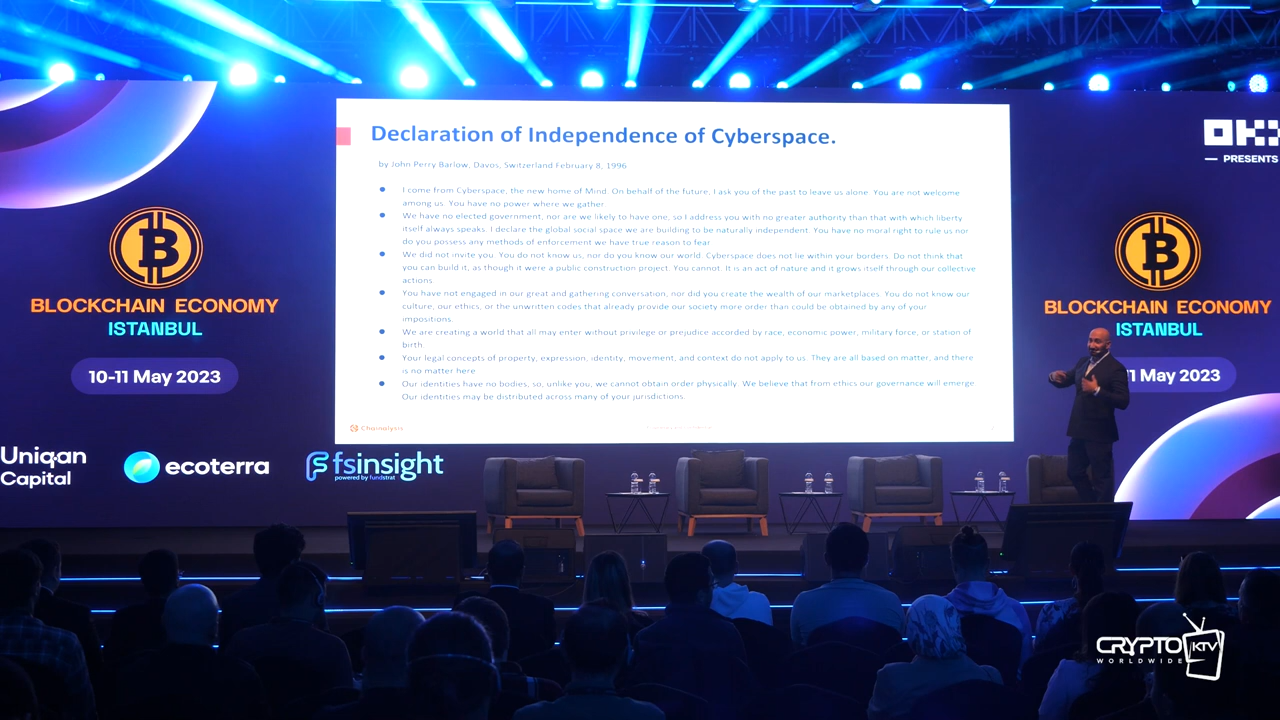 Declaration of Independence of Cyberspace.
by John Perry Barlow, Davos, Switzerland February 8, 1996
I come from Cyberspace, the new home of Mind. On behalf of the future, I ask you of the past to leave us alone. You are not welcome
among us. You have no power where we gather
We have no elected government, nor are we likely to have one, so I address you with no greater authority than that with which liberty
itself always speaks. I declare the global social space we are building to be naturally independent. You have no moral right to rule us nor
do you possess any methods of enforcement we have true reason to fear.
We did not invite you. You do not know us, nor do you know our world. Cyberspace does not lie within your borders. Do not think that
you can build it, as though it were a public construction project. You cannot. It is an act of nature and it grows itself through our collective
actions
You have not engaged in our great and gathering conversation, nor did you create the wealth of our marketplaces. You do not know our
culture, our ethics, or the unwritten codes that already provide our society more order than could be obtained by any of your
impositions.
We are creating a world that all may enter without privilege or prejudice accorded by race, economic power, military force, or station of
birth.
Your legal concepts of property, expression, identity, movement, and context do not apply to us. They are all based on matter, and there
is no matter here
Our identities have no bodies, so, unlike you, we cannot obtain order physically. We believe that from ethics our governance will emerge
Our identities may be distributed across many of your jurisdictions.
Chainalysis
BLOCKCHAIN ECONOMY
ISTANBUL
10-11 May 2023
Uniqan
Capital
ecoterra
fsinsight
powered by fundstrat
— PRESENTS
BLOCKCHAIN ECONOMY
ISTANBUL
11 May 2023
CRYPTO KTV
WORLDWIDE